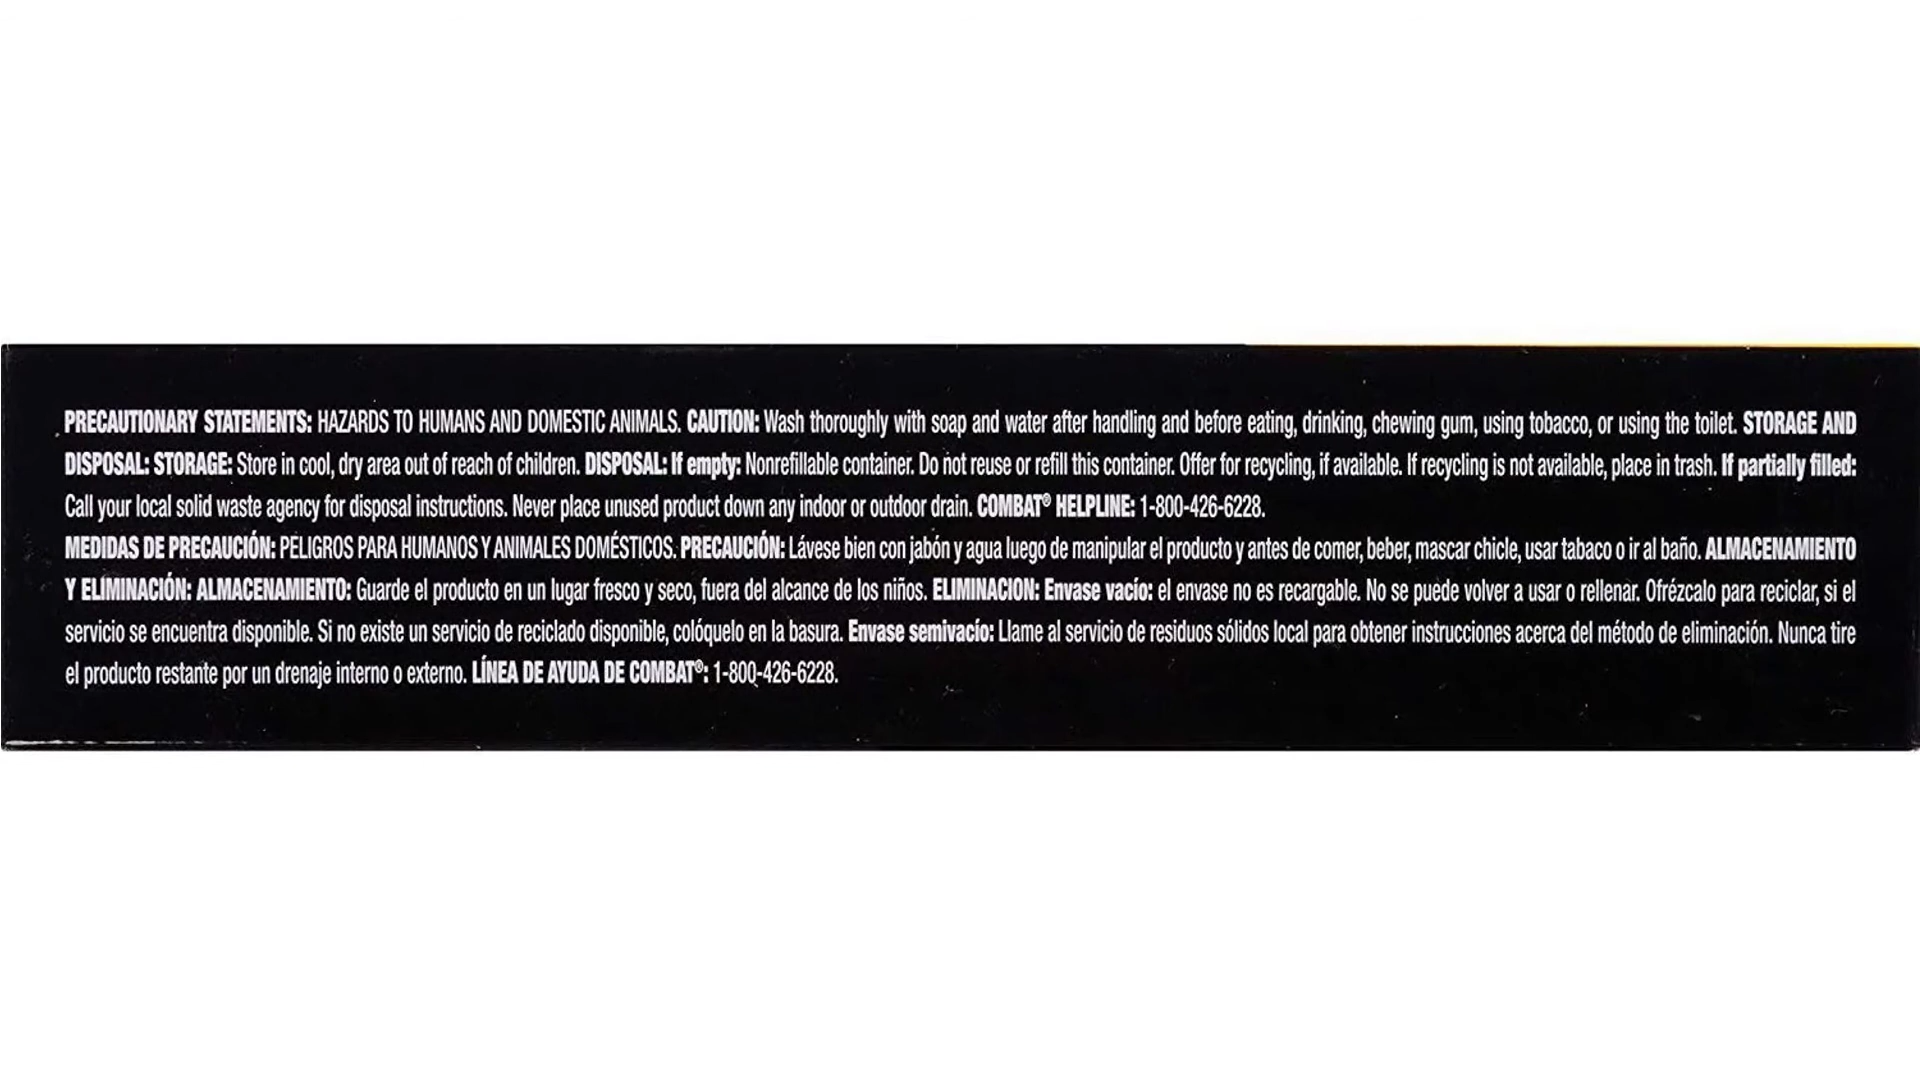 PRECAUTIONARY STATEMENTS: HAZARDS TO HUMANS AND DOMESTIC ANIMALS. CAUTION: Wash thoroughly with soap and water after handling and before eating, drinking, chewing gum, using tobacco, or using the toilet. STORAGE AND
DISPOSAL: STORAGE: Store in cool, dry area out of reach of children. DISPOSAL: If empty: Nonrefillable container. Do not reuse or refill this container. Offer for recycling, if available. If recycling is not available, place in trash. If partially filled:
Call your local solid waste agency for disposal instructions. Never place unused product down any indoor or outdoor drain. COMBAT® HELPLINE: 1-800-426-6228.
MEDIDAS DE PRECAUCIÓN: PELIGROS PARA HUMANOS Y ANIMALES DOMÉSTICOS. PRECAUCIÓN: Lávese bien con jabón y agua luego de manipular el producto y antes de comer, beber, mascar chicle, usar tabaco o ir al baño. ALMACENAMIENTO
Y ELIMINACIÓN: ALMACENAMIENTO: Guarde el producto en un lugar fresco y seco, fuera del alcance de los niños. ELIMINACION: Envase vacío: el envase no es recargable. No se puede volver a usar o rellenar. Ofrézcalo para reciclar, si el
servicio se encuentra disponible. Si no existe un servicio de reciclado disponible, colóquelo en la basura. Envase semivacío: Llame al servicio de residuos sólidos local para obtener instrucciones acerca del método de eliminación. Nunca tire
el producto restante por un drenaje interno o externo. LÍNEA DE AYUDA DE COMBAT®: 1-800-426-6228.